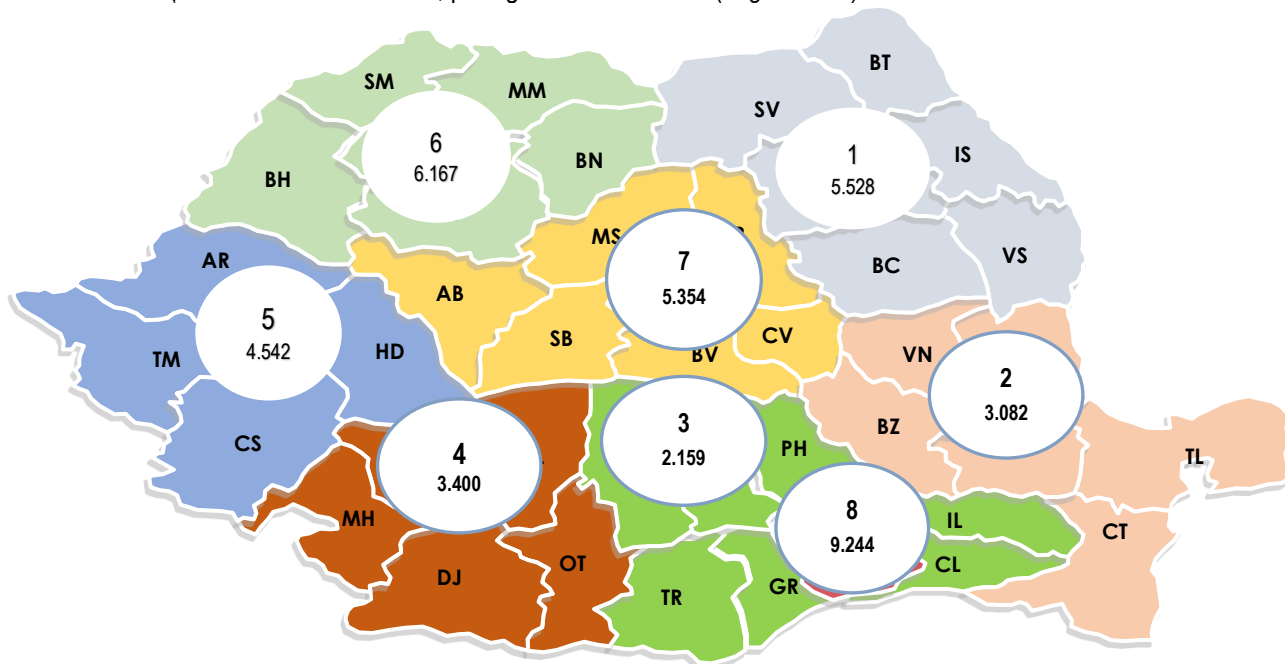 BT
SM
MM
SV
6
6.167
1
5.528
IS
BN
BH
MS
AR
7
5.354
BC
VS
AB
5
4.542
SB
CV
TM
HD
BV
VN
2
3.082
3
2.159
BZ
CS
4
3.400
PH
TL
8
9.244
MH
IL
CT
OT
CL
DJ
GR
TR